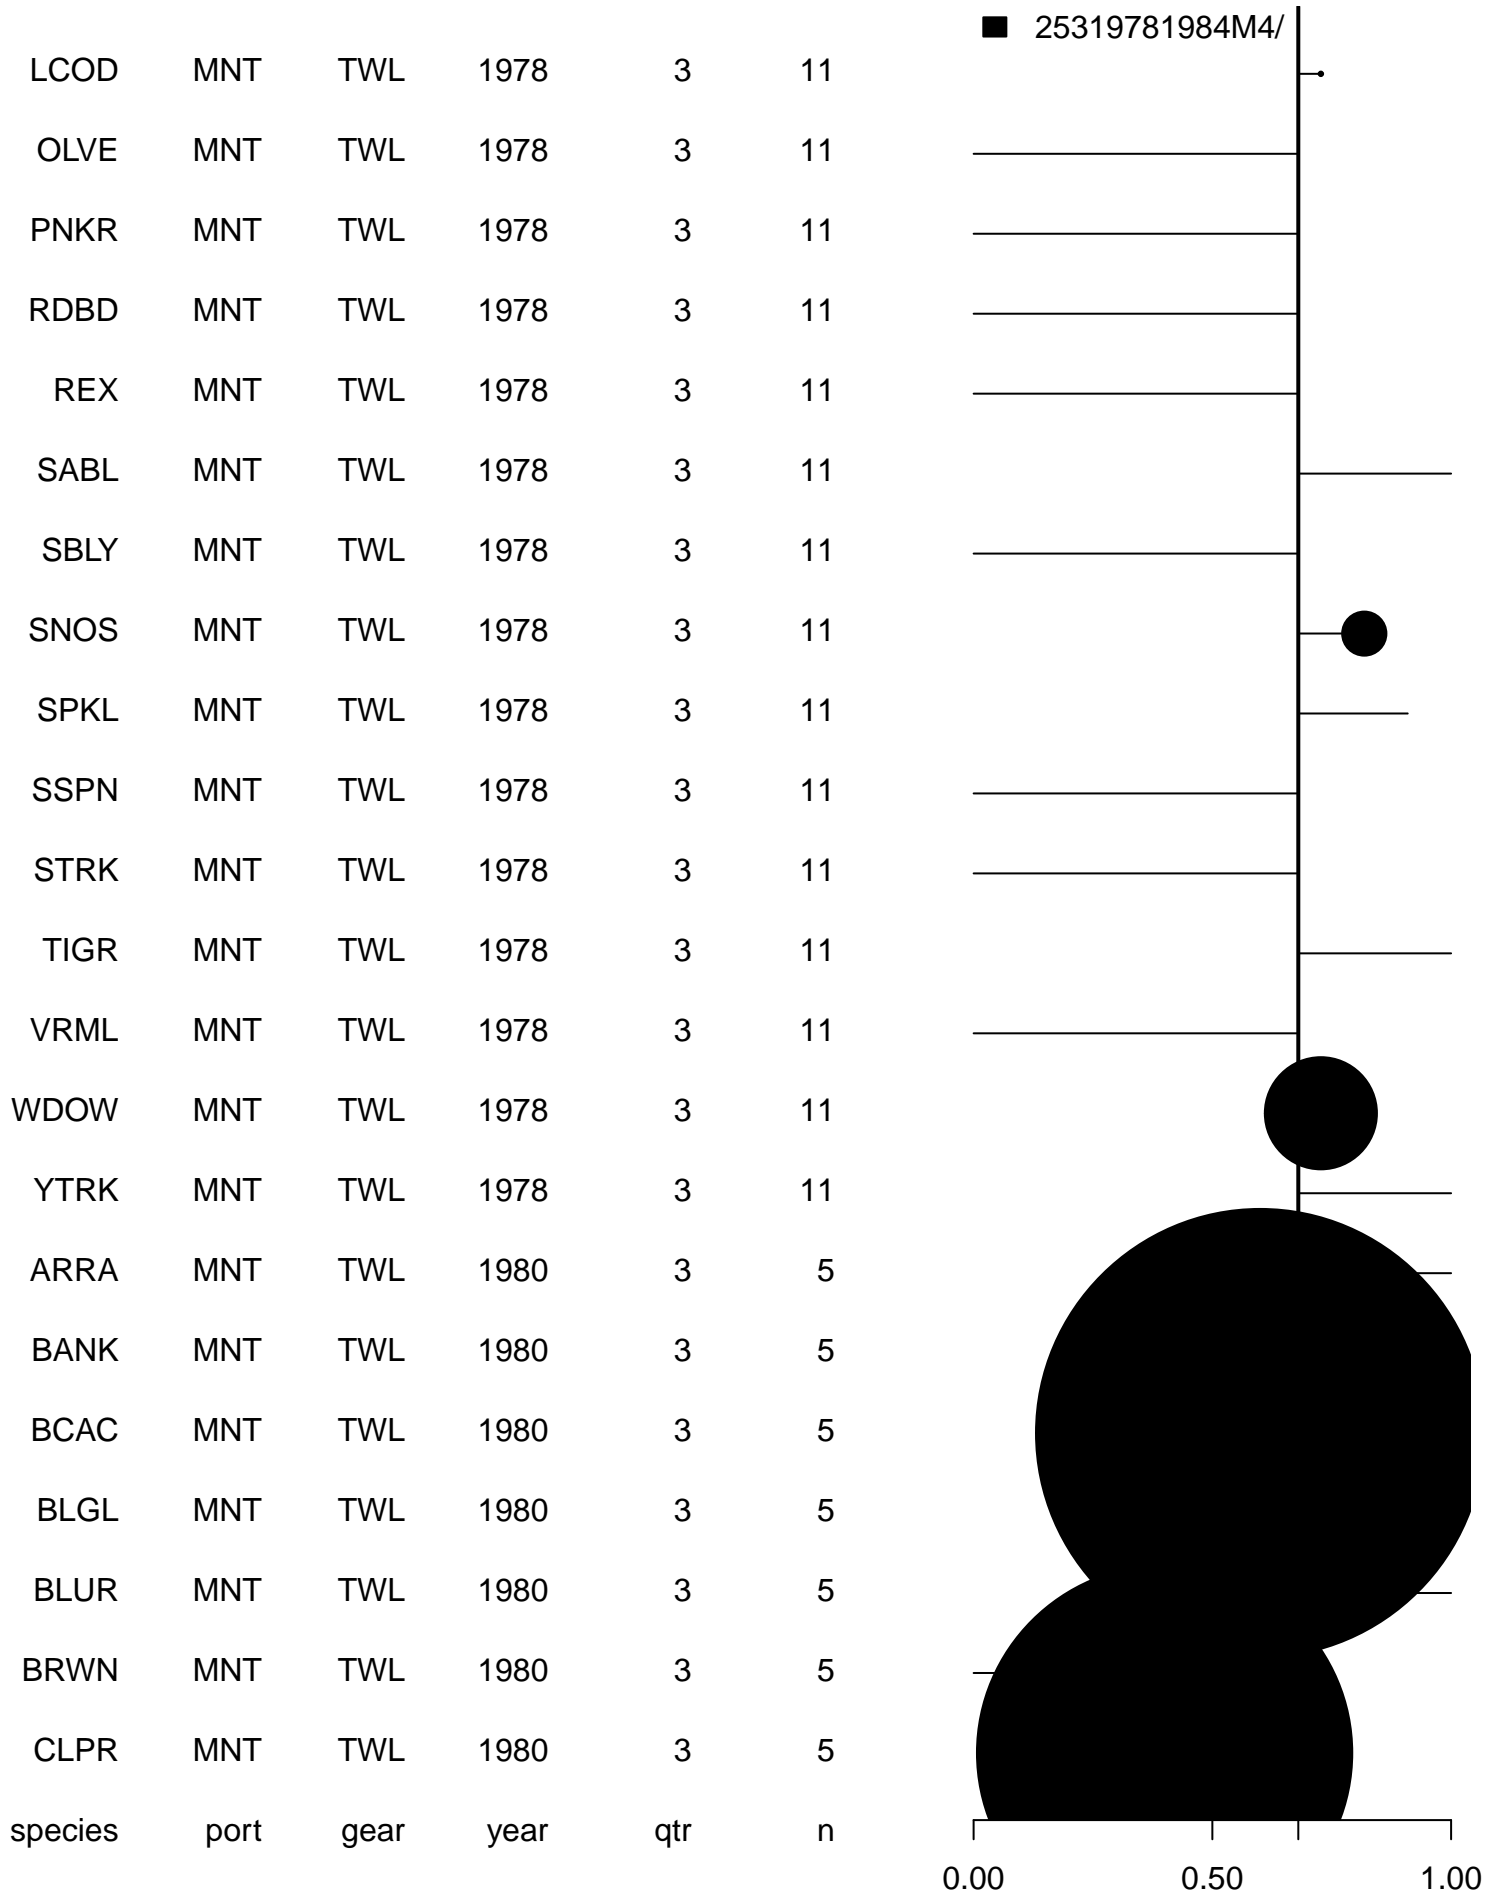 25319781984M4/
LCOD MNT TWL 1978 3 11
OLVE MNT TWL 1978 3 11
PNKR MNT TWL 1978 3 11
RDBD MNT TWL 1978 3 11
REX MNT TWL 1978 3 11
SABL MNT TWL 1978 3 11
SBLY MNT TWL 1978 3 11
SNOS MNT TWL 1978 3 11
SPKL MNT TWL 1978 3 11
SSPN MNT TWL 1978 3 11
STRK MNT TWL 1978 3 11
TIGR MNT TWL 1978 3 11
VRML MNT TWL 1978 3 11
WDOW MNT TWL 1978 3 11
YTRK MNT TWL 1978 3 11
ARRA MNT TWL 1980 3 5
BANK MNT TWL 1980 3 5
BCAC MNT TWL 1980 3 5
BLGL MNT TWL 1980 3 5
BLUR MNT TWL 1980 3 5
BRWN MNT TWL 1980 3 5
CLPR MNT TWL 1980 3 5
species port gear year qtr n
0.00 0.50 1.00